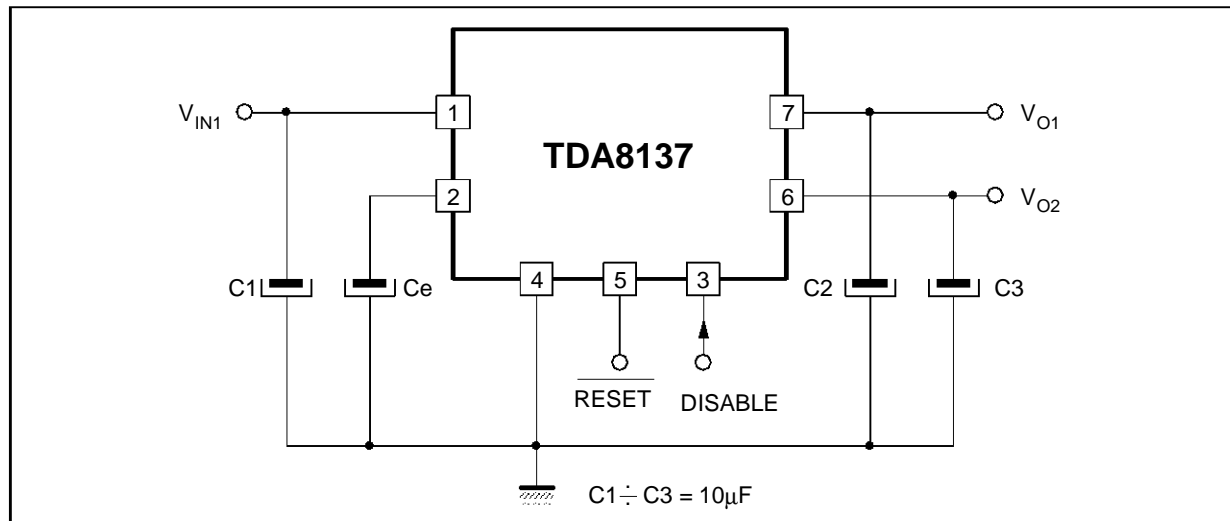 V_IN1
1
7
V_O1
TDA8137
2
6
V_O2
C1
Ce
4
5
3
C2
C3
RESET
DISABLE
C1 ÷ C3 = 10µF